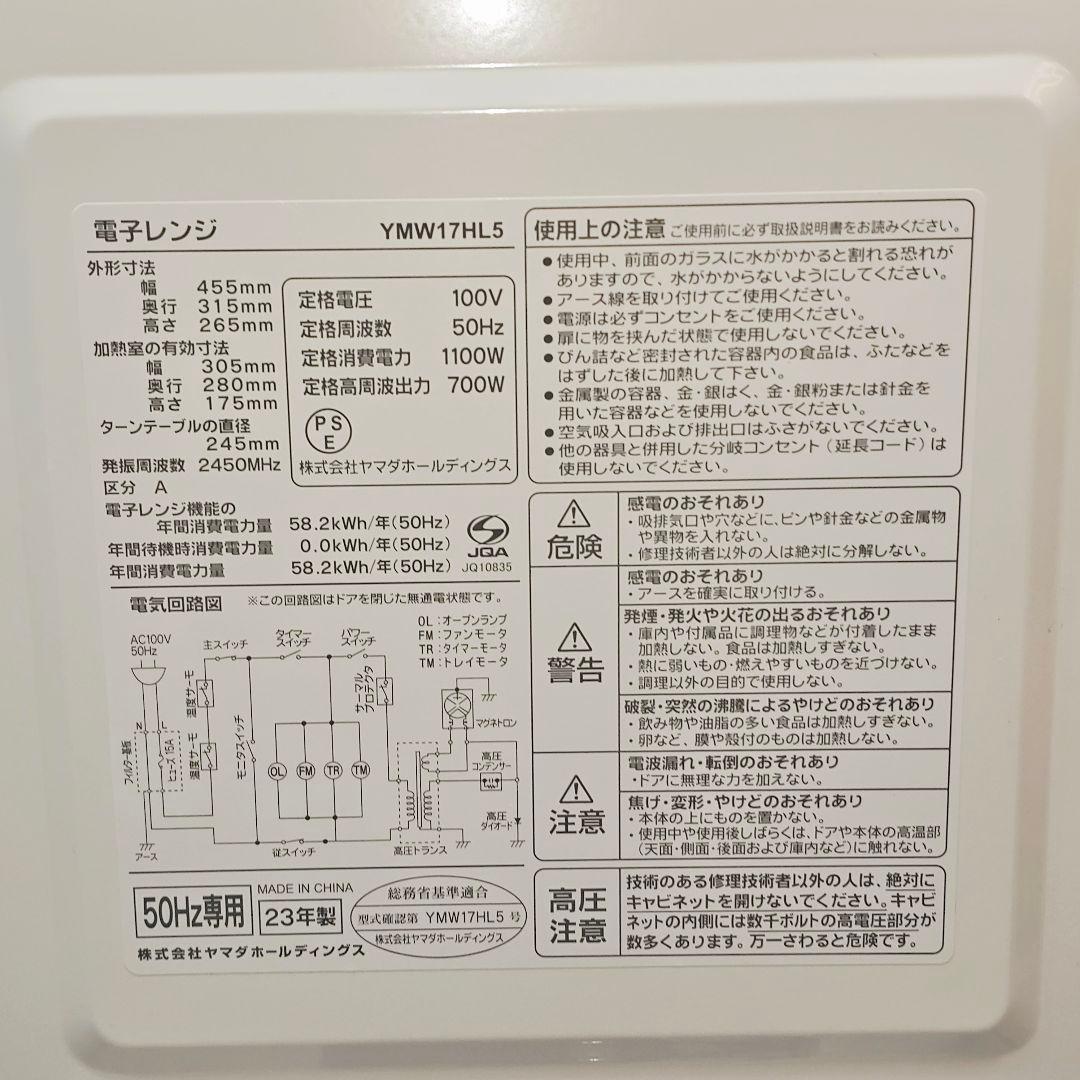 電子レンジ YMW17HL5
外形寸法
幅 455mm
奥行 315mm
高さ 265mm
加熱室の有効寸法
幅 305mm
奥行 280mm
高さ 175mm
ターンテーブルの直径
245mm
発振周波数 2450MHz
区分 A
定格電圧 100V
定格周波数 50Hz
定格消費電力 1100W
定格高周波出力 700W
PS
E
株式会社ヤマダホールディングス
電子レンジ機能の
年間消費電力量 58.2kWh/年(50Hz)
年間待機時消費電力量 0.0kWh/年(50Hz)
年間消費電力量 58.2kWh/年(50Hz)
JQA
JQ10835
電気回路図 ※この回路図はドアを閉じた無通電状態です。
OL:オーブンランプ
FM:ファンモータ
TR:タイマーモータ
TM:トレイモータ
AC100V
50Hz
主スイッチ
タイマー
スイッチ
パワー
スイッチ
温度サーモ
サーマル
プロテクタ
マグネトロン
N L
フィルター基板
ヒューズ15A
温度サーモ
モニタスイッチ
OL FM TR TM
高圧
コンデンサー
高圧
ダイオード
アース
従スイッチ
高圧トランス
50Hz専用
MADE IN CHINA
23年製
総務省基準適合
型式確認第 YMW17HL5 号
株式会社ヤマダホールディングス
株式会社ヤマダホールディングス
使用上の注意 ご使用前に必ず取扱説明書をお読みください。
●使用中、前面のガラスに水がかかると割れる恐れが
ありますので、水がかからないようにしてください。
●アース線を取り付けてご使用ください。
●電源は必ずコンセントをご使用ください。
●扉に物を挟んだ状態で使用しないでください。
●びん詰など密封された容器内の食品は、ふたなどを
はずした後に加熱して下さい。
●金属製の容器、金・銀はく、金・銀粉または針金を
用いた容器などを使用しないでください。
●空気吸入口および排出口はふさがないでください。
●他の器具と併用した分岐コンセント(延長コード)は
使用しないでください。
危険
感電のおそれあり
・吸排気口や穴などに、ピンや針金などの金属物
や異物を入れない。
・修理技術者以外の人は絶対に分解しない。
警告
感電のおそれあり
・アースを確実に取り付ける。
発煙・発火や火花の出るおそれあり
・庫内や付属品に調理物などが付着したまま
加熱しない。食品は加熱しすぎない。
・熱に弱いもの・燃えやすいものを近づけない。
・調理以外の目的で使用しない。
破裂・突然の沸騰によるやけどのおそれあり
・飲み物や油脂の多い食品は加熱しすぎない。
・卵など、膜や殻付のものは加熱しない。
注意
電波漏れ・転倒のおそれあり
・ドアに無理な力を加えない。
焦げ・変形・やけどのおそれあり
・本体の上にものを置かない。
・使用中や使用後しばらくは、ドアや本体の高温部
(天面・側面・後面および庫内など)に触れない。
高圧
注意
技術のある修理技術者以外の人は、絶対に
キャビネットを開けないでください。キャビ
ネットの内側には数千ボルトの高電圧部分が
数多くあります。万一さわると危険です。